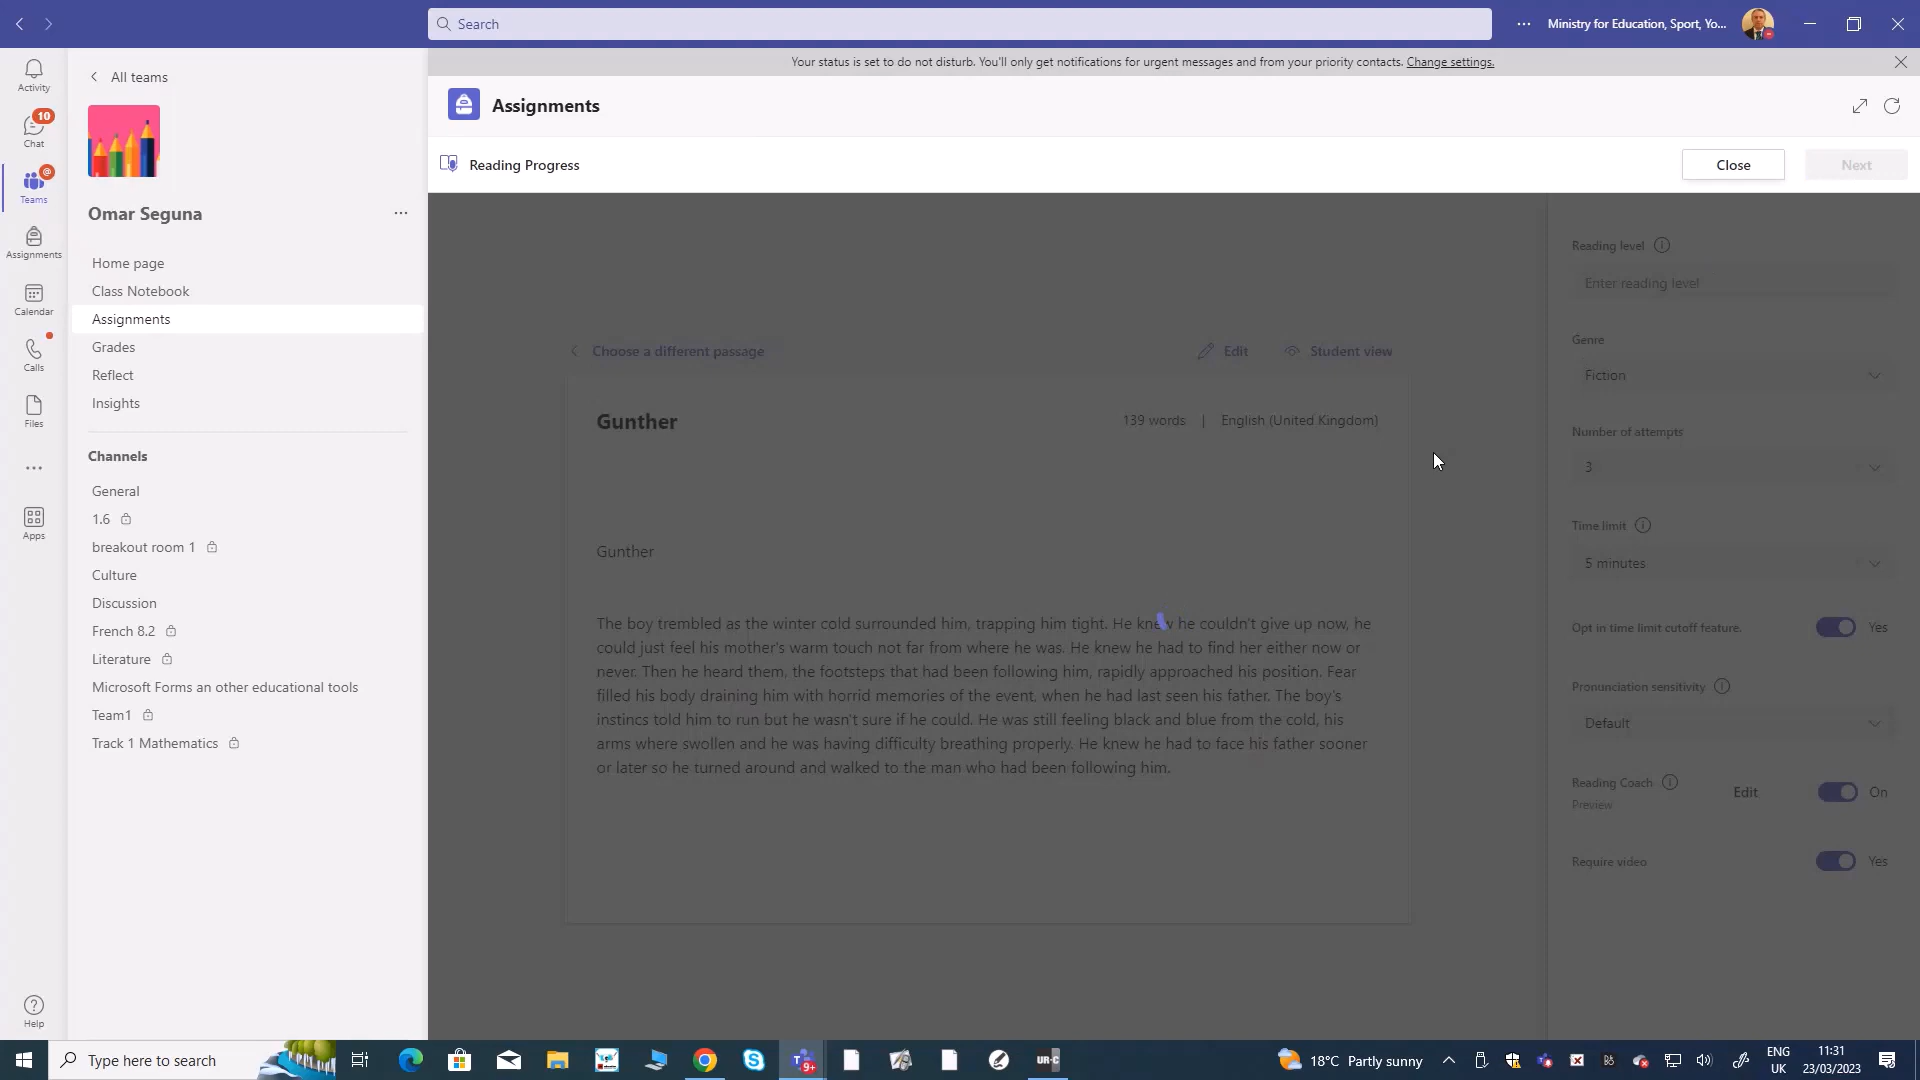 Search
Ministry for Education, Sport, Yo...
Your status is set to do not disturb. You'll only get notifications for urgent messages and from your priority contacts. Change settings.
Activity
10
Chat
@
Teams
Assignments
Calendar
Calls
Files
Apps
Help
All teams
Omar Seguna
Home page
Class Notebook
Assignments
Grades
Reflect
Insights
Channels
General
1.6
breakout room 1
Culture
Discussion
French 8.2
Literature
Microsoft Forms an other educational tools
Team1
Track 1 Mathematics
Assignments
Reading Progress
Close
Next
Choose a different passage
Edit
Student view
Gunther
139 words | English (United Kingdom)
Gunther
The boy trembled as the winter cold surrounded him, trapping him tight. He knew he couldn't give up now, he
could just feel his mother's warm touch not far from where he was. He knew he had to find her either now or
never. Then he heard them, the footsteps that had been following him, rapidly approached his position. Fear
filled his body draining him with horrid memories of the event, when he had last seen his father. The boy's
instincs told him to run but he wasn't sure if he could. He was still feeling black and blue from the cold, his
arms where swollen and he was having difficulty breathing properly. He knew he had to face his father sooner
or later so he turned around and walked to the man who had been following him.
Reading level
Enter reading level
Genre
Fiction
Number of attempts
3
Time limit
5 minutes
Opt in time limit cutoff feature.
Yes
Pronunciation sensitivity
Default
Reading Coach
Preview
Edit
On
Require video
Yes
Type here to search
9+
UR-C
18°C Partly sunny
ENG
UK
11:31
23/03/2023